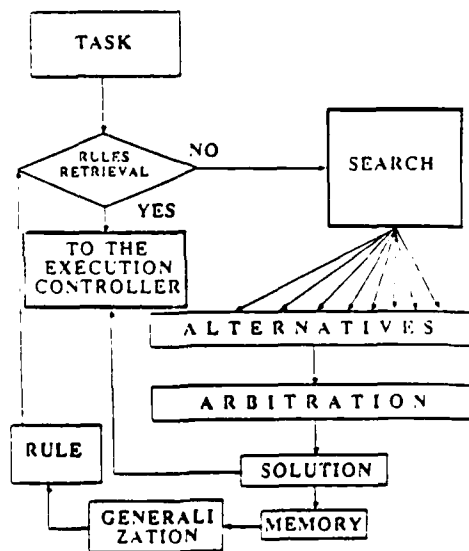 TASK
RULES
RETRIEVAL
NO
SEARCH
YES
TO THE
EXECUTION
CONTROLLER
ALTERNATIVES
ARBITRATION
RULE
SOLUTION
GENERALI
ZATION
MEMORY